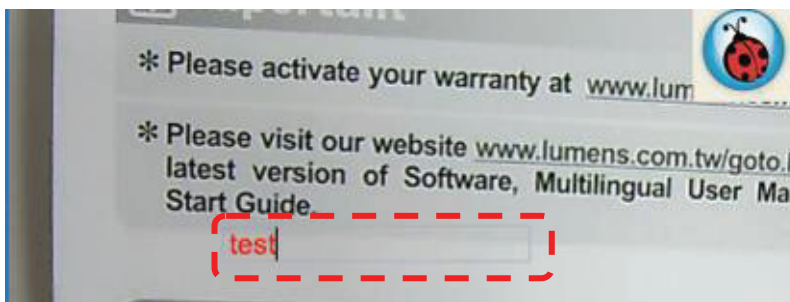 * Please activate your warranty at www.lum
* Please visit our website www.lumens.com.tw/goto.
latest version of Software, Multilingual User Ma
Start Guide.
test